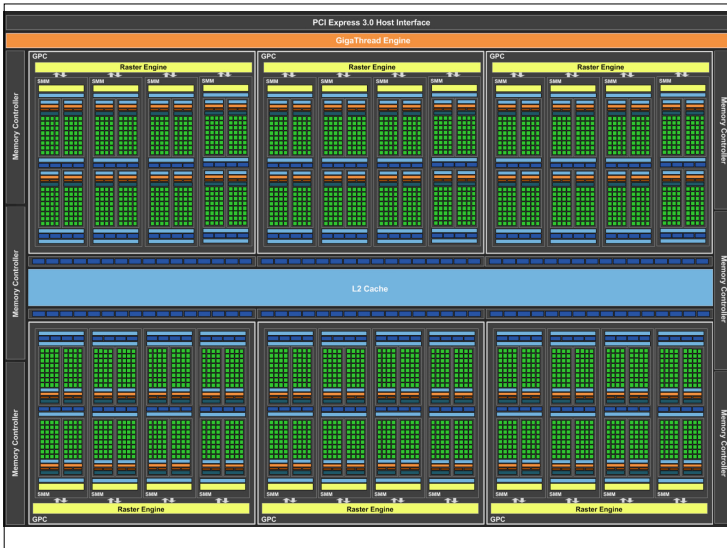 PCI Express 3.0 Host Interface
GigaThread Engine
GPC
GPC
GPC
Raster Engine
Raster Engine
Raster Engine
SMM
SMM
SMM
SMM
SMM
SMM
SMM
SMM
SMM
SMM
SMM
SMM
Memory Controller
Memory Controller
Memory Controller
Memory Controller
Memory Controller
Memory Controller
L2 Cache
SMM
SMM
SMM
SMM
SMM
SMM
SMM
SMM
SMM
SMM
SMM
SMM
Raster Engine
Raster Engine
Raster Engine
GPC
GPC
GPC